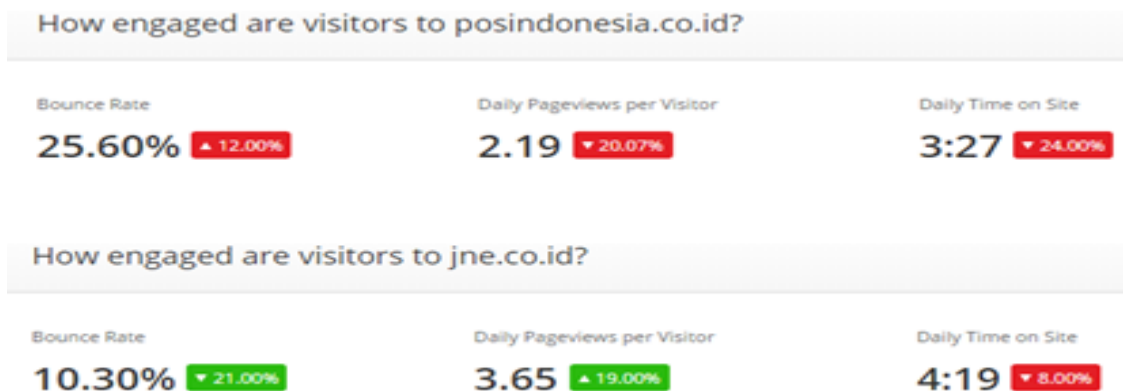 How engaged are visitors to posindonesia.co.id?
Bounce Rate Daily Pageviews per Visitor Daily Time on Site
25.60% ▲ 12.00% 2.19 ▼ 20.07% 3:27 ▼ 24.00%
How engaged are visitors to jne.co.id?
Bounce Rate Daily Pageviews per Visitor Daily Time on Site
10.30% ▼ 21.00% 3.65 ▲ 19.00% 4:19 ▼ 8.00%